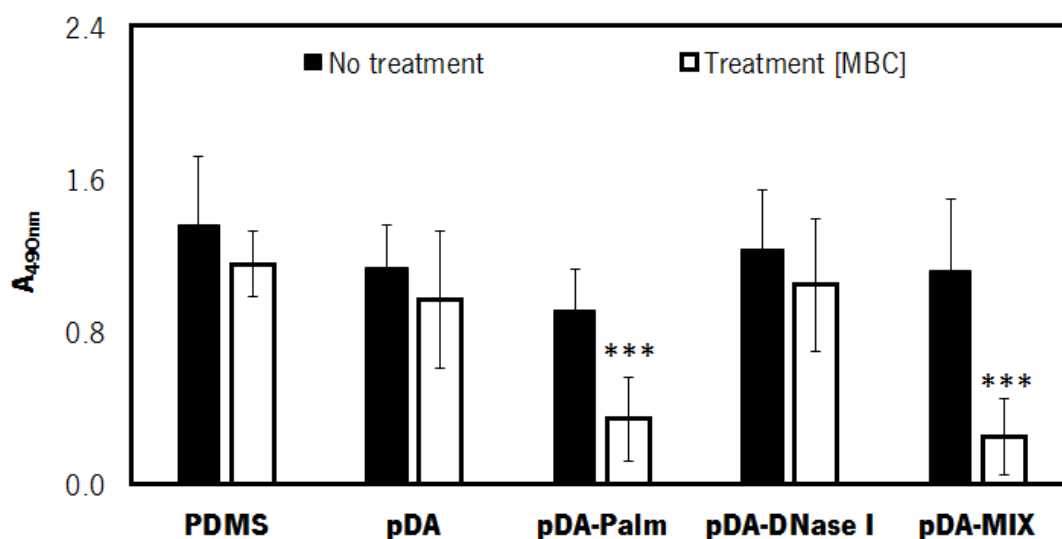 2.4
■ No treatment □ Treatment [MBC]
1.6
A490nm
0.8
***
***
0.0
PDMS pDA pDA-Palm pDA-DNase I pDA-MIX